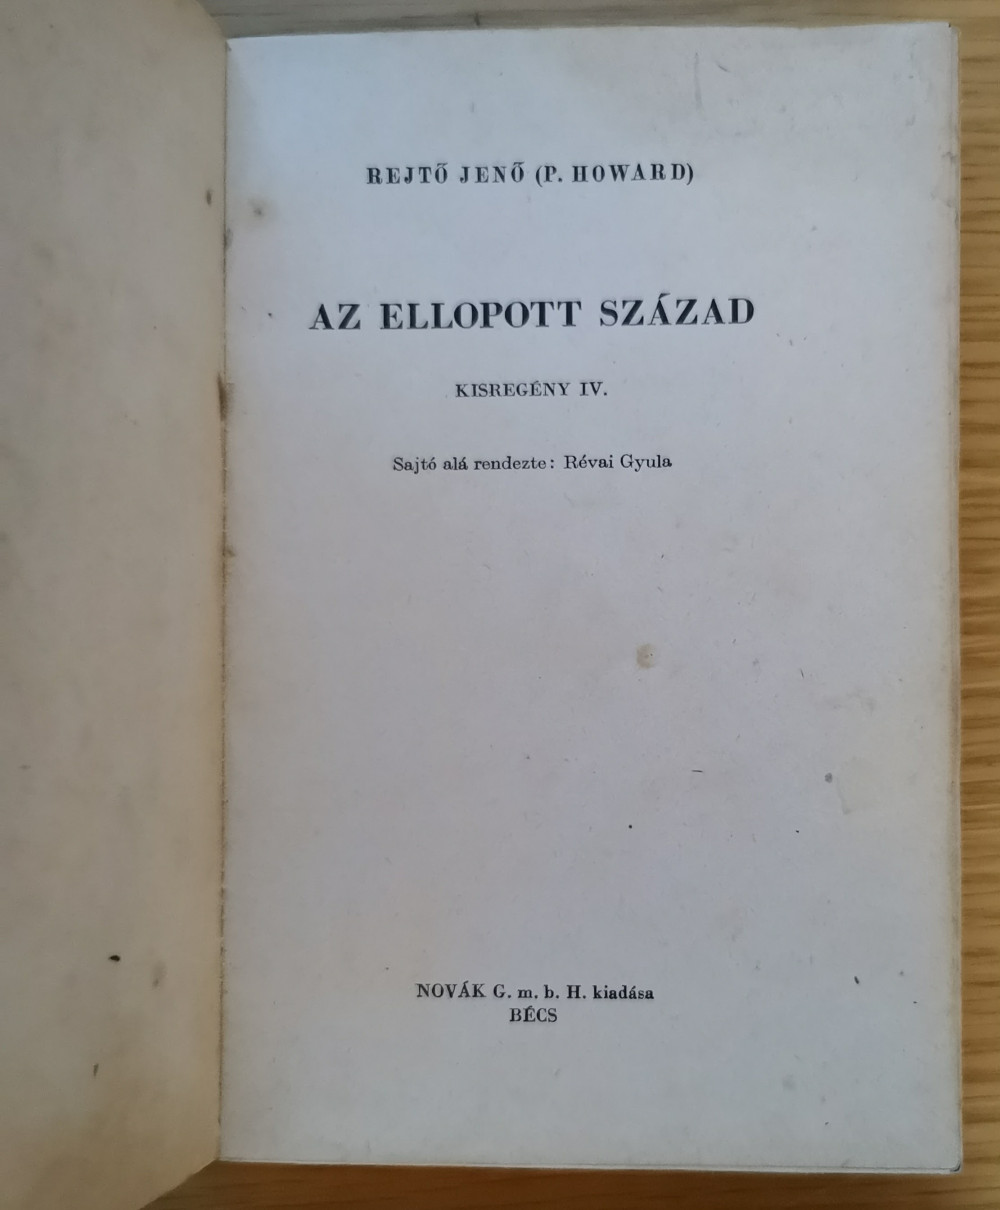 REJTŐ JENŐ (P. HOWARD)
AZ ELLOPOTT SZÁZAD
KISREGÉNY IV.
Sajtó alá rendezte: Révai Gyula
NOVÁK G. m. b. H. kiadása
BÉCS